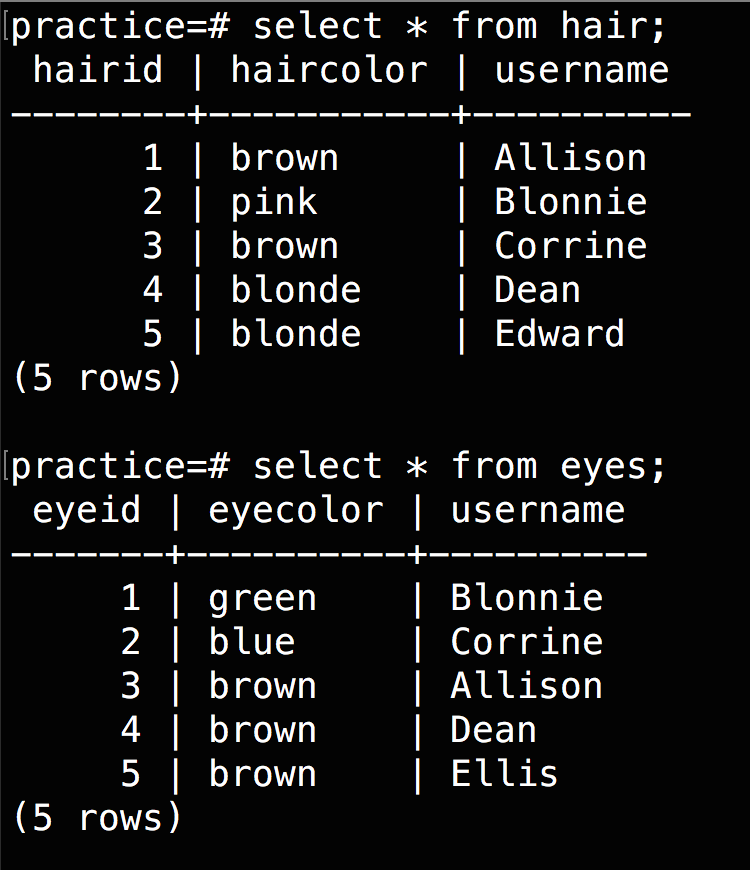 practice=# select * from hair;
 hairid | haircolor | username
--------+-----------+----------
      1 | brown     | Allison
      2 | pink      | Blonnie
      3 | brown     | Corrine
      4 | blonde    | Dean
      5 | blonde    | Edward
(5 rows)

practice=# select * from eyes;
 eyeid | eyecolor | username
-------+----------+----------
     1 | green    | Blonnie
     2 | blue     | Corrine
     3 | brown    | Allison
     4 | brown    | Dean
     5 | brown    | Ellis
(5 rows)